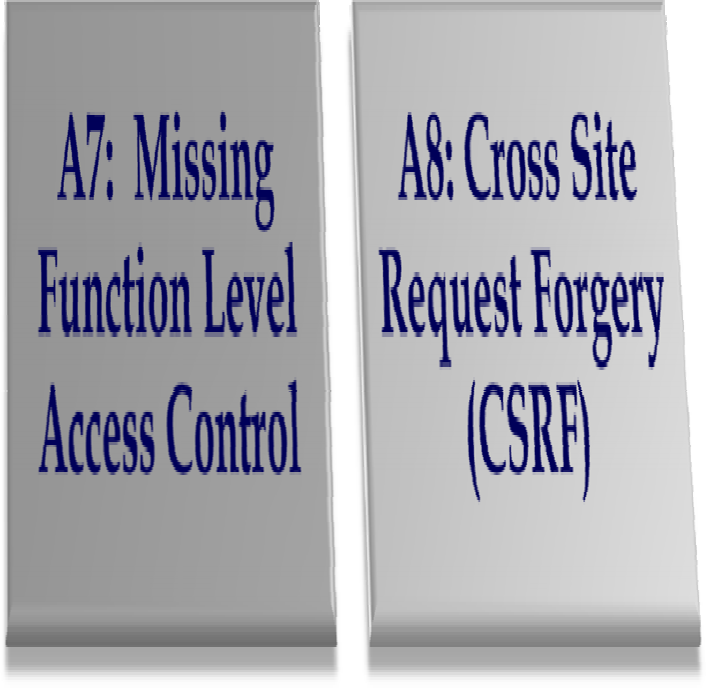 A7: Missing
Function Level
Access Control
A8: Cross Site
Request Forgery
(CSRF)